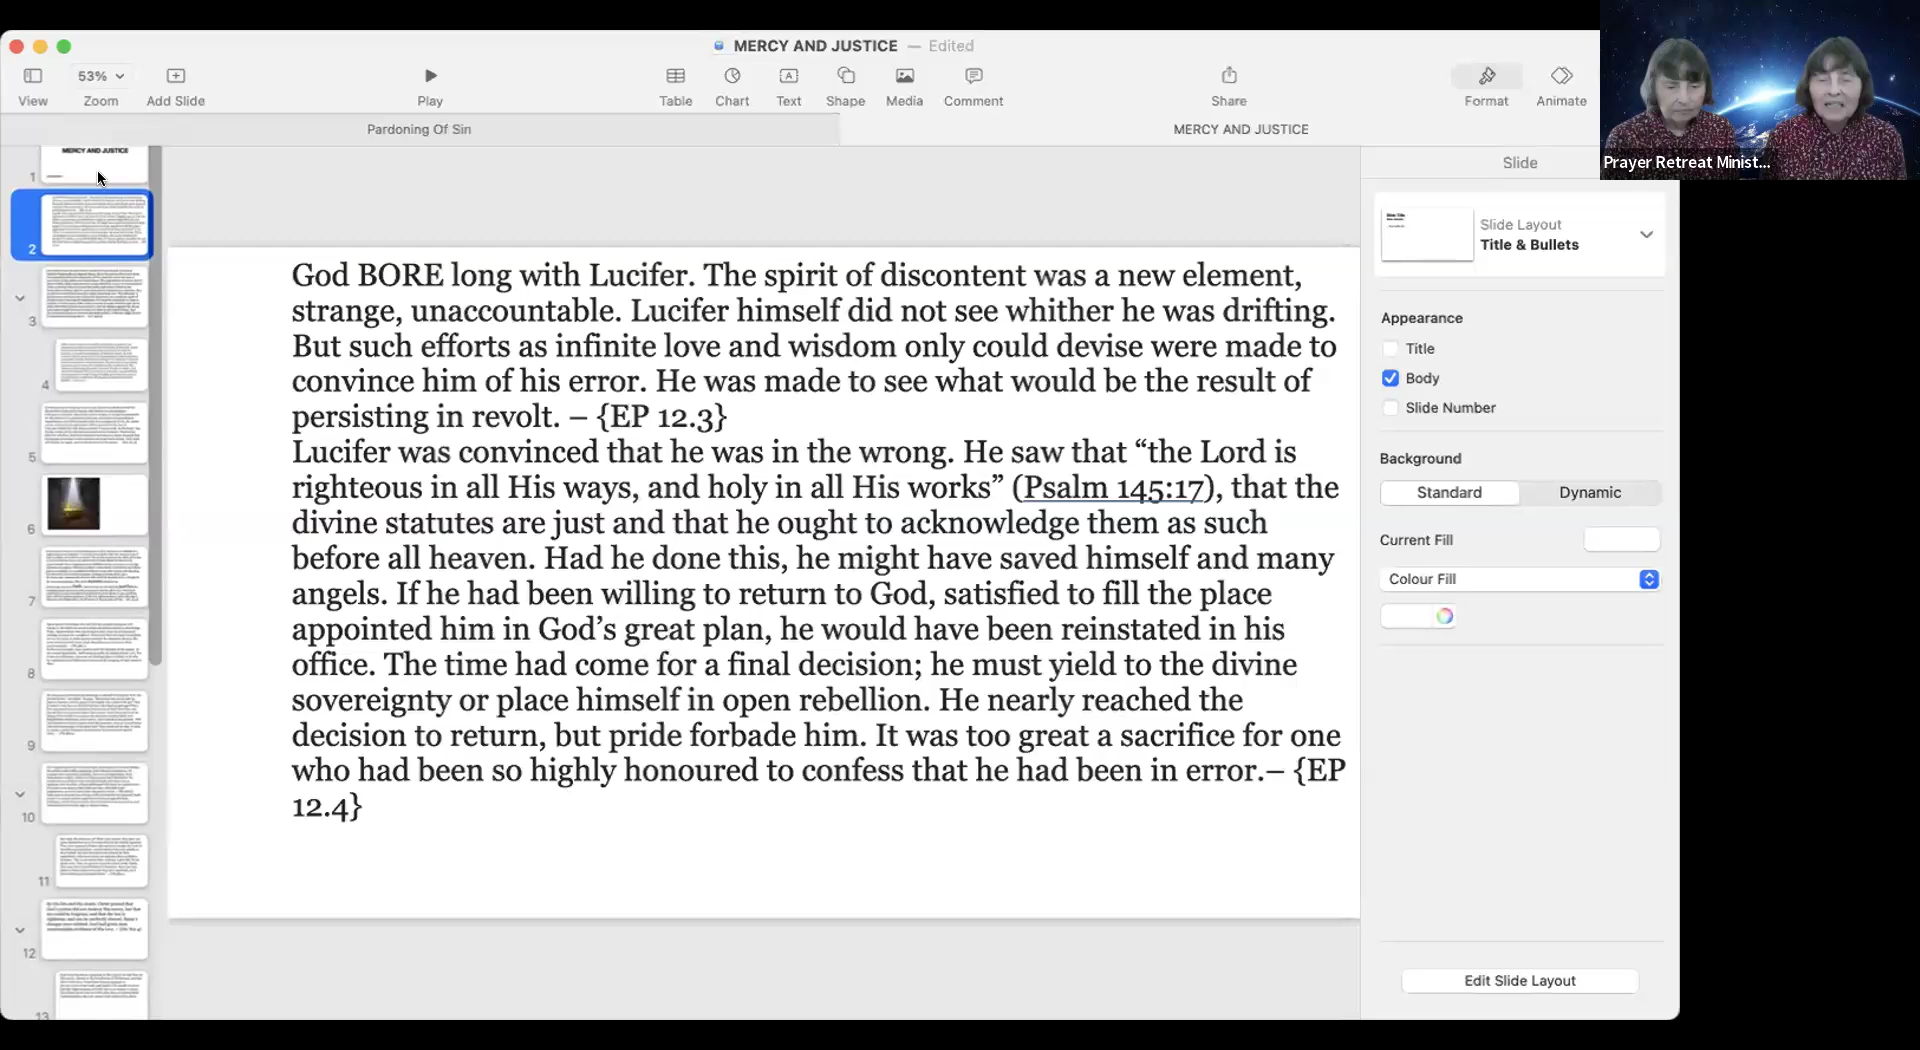 MERCY AND JUSTICE — Edited
53%
View
Zoom
Add Slide
Play
Table
Chart
Text
Shape
Media
Comment
Share
Format
Animate
Pardoning Of Sin
MERCY AND JUSTICE
Prayer Retreat Minist...
MERCY AND JUSTICE
1
2
3
4
5
6
7
8
9
10
11
12
13
God BORE long with Lucifer. The spirit of discontent was a new element,
strange, unaccountable. Lucifer himself did not see whither he was drifting.
But such efforts as infinite love and wisdom only could devise were made to
convince him of his error. He was made to see what would be the result of
persisting in revolt. – {EP 12.3}
Lucifer was convinced that he was in the wrong. He saw that “the Lord is
righteous in all His ways, and holy in all His works” (Psalm 145:17), that the
divine statutes are just and that he ought to acknowledge them as such
before all heaven. Had he done this, he might have saved himself and many
angels. If he had been willing to return to God, satisfied to fill the place
appointed him in God’s great plan, he would have been reinstated in his
office. The time had come for a final decision; he must yield to the divine
sovereignty or place himself in open rebellion. He nearly reached the
decision to return, but pride forbade him. It was too great a sacrifice for one
who had been so highly honoured to confess that he had been in error.– {EP
12.4}
Slide
Slide Layout
Title & Bullets
Appearance
Title
Body
Slide Number
Background
Standard
Dynamic
Current Fill
Colour Fill
Edit Slide Layout